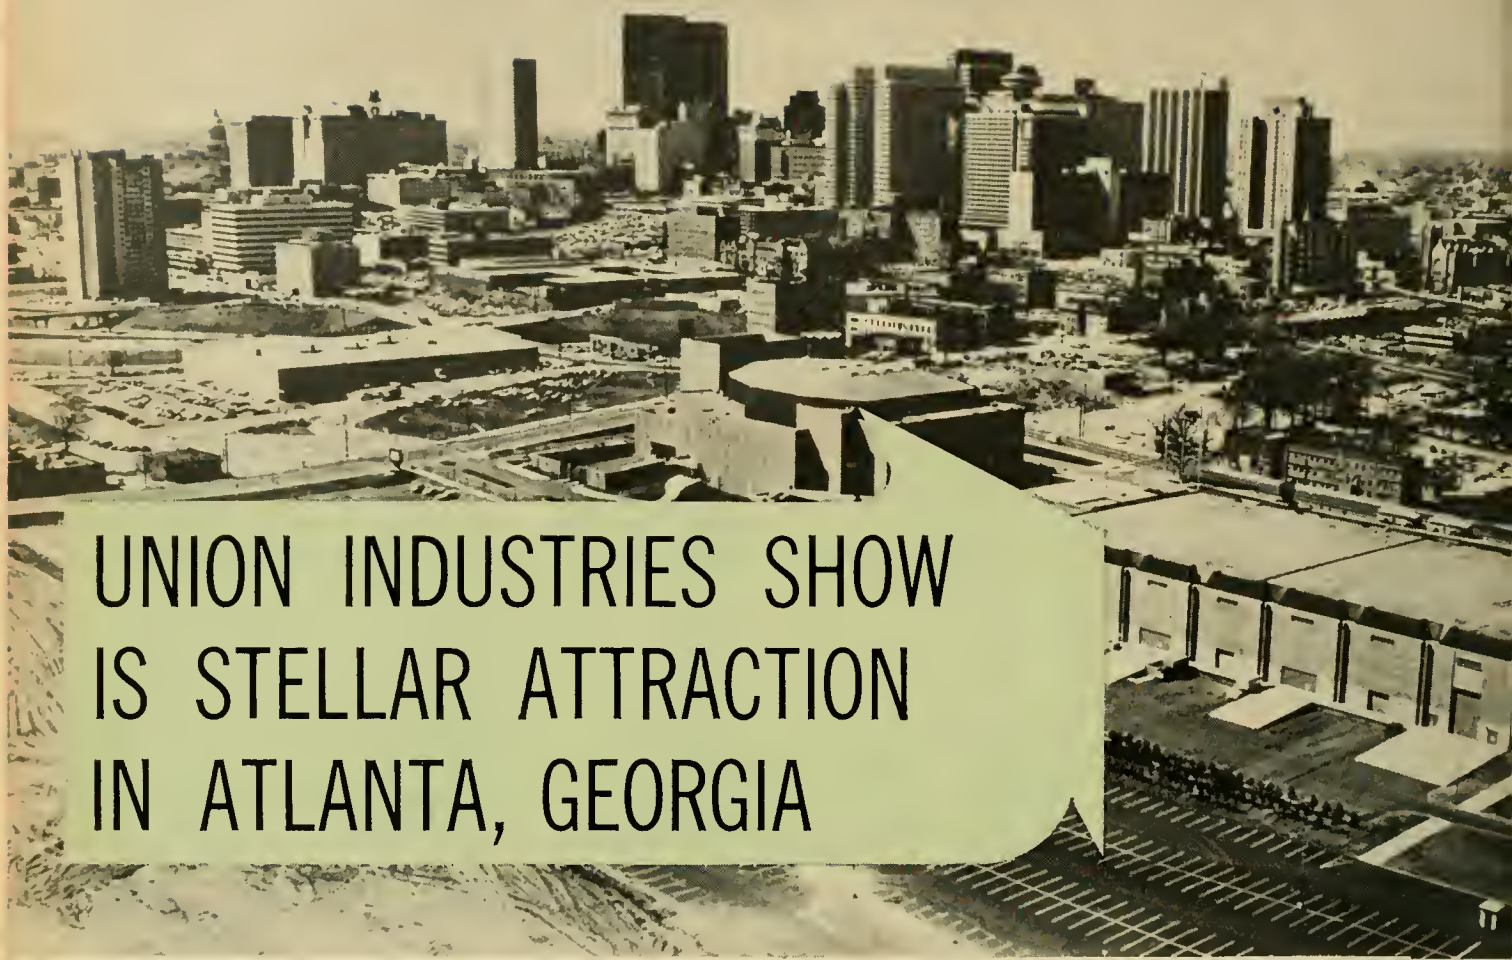 UNION INDUSTRIES SHOW
IS STELLAR ATTRACTION
IN ATLANTA, GEORGIA